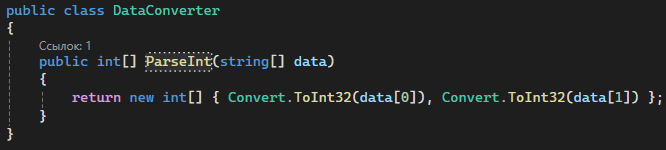 public class DataConverter
{
Ссылок: 1
public int[] ParseInt(string[] data)
{
return new int[] { Convert.ToInt32(data[0]), Convert.ToInt32(data[1]) };
}
}